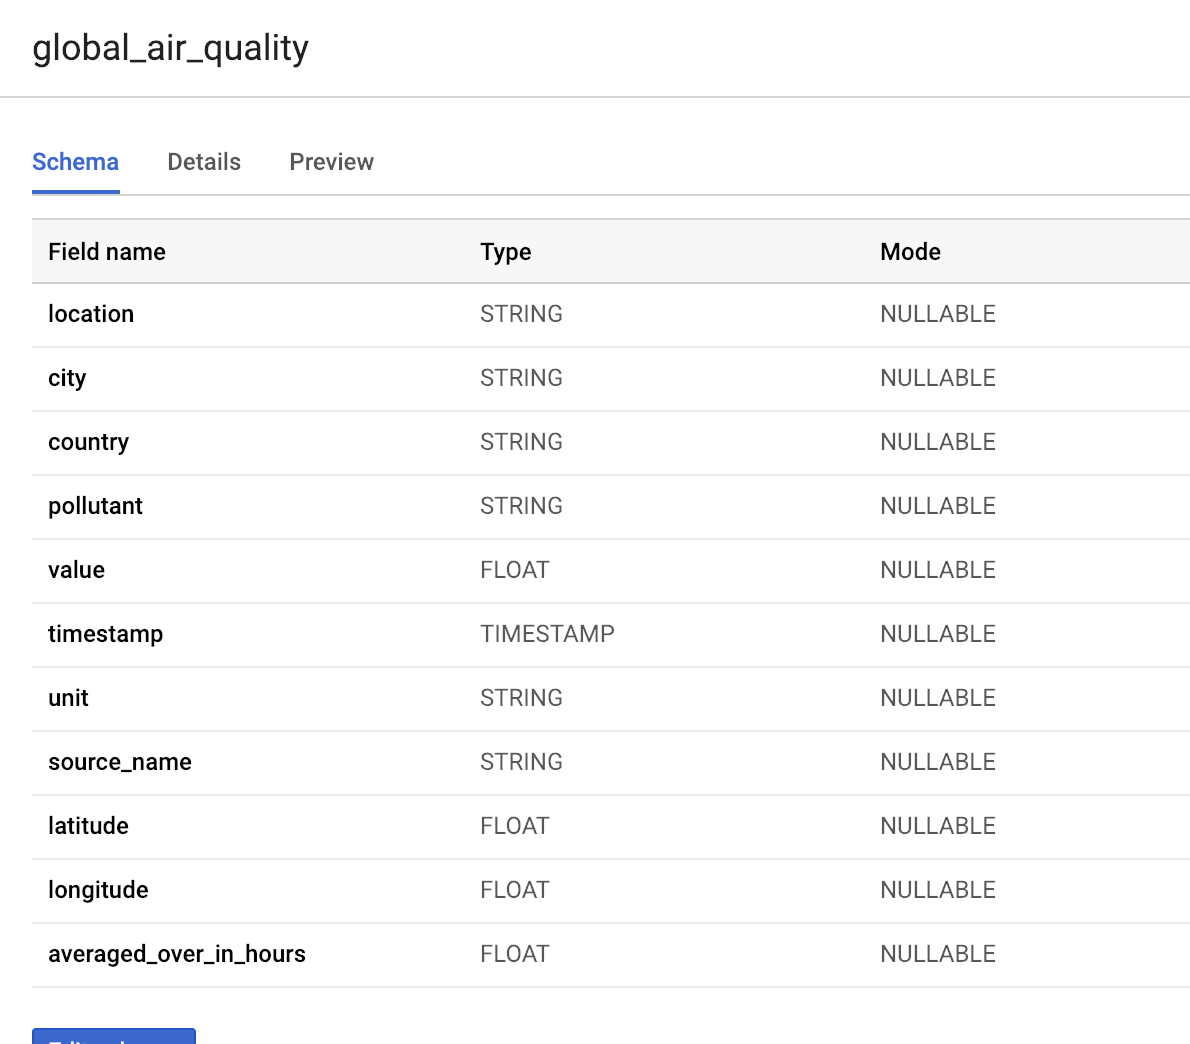 global_air_quality
Schema Details Preview
Field name Type Mode
location STRING NULLABLE
city STRING NULLABLE
country STRING NULLABLE
pollutant STRING NULLABLE
value FLOAT NULLABLE
timestamp TIMESTAMP NULLABLE
unit STRING NULLABLE
source_name STRING NULLABLE
latitude FLOAT NULLABLE
longitude FLOAT NULLABLE
averaged_over_in_hours FLOAT NULLABLE